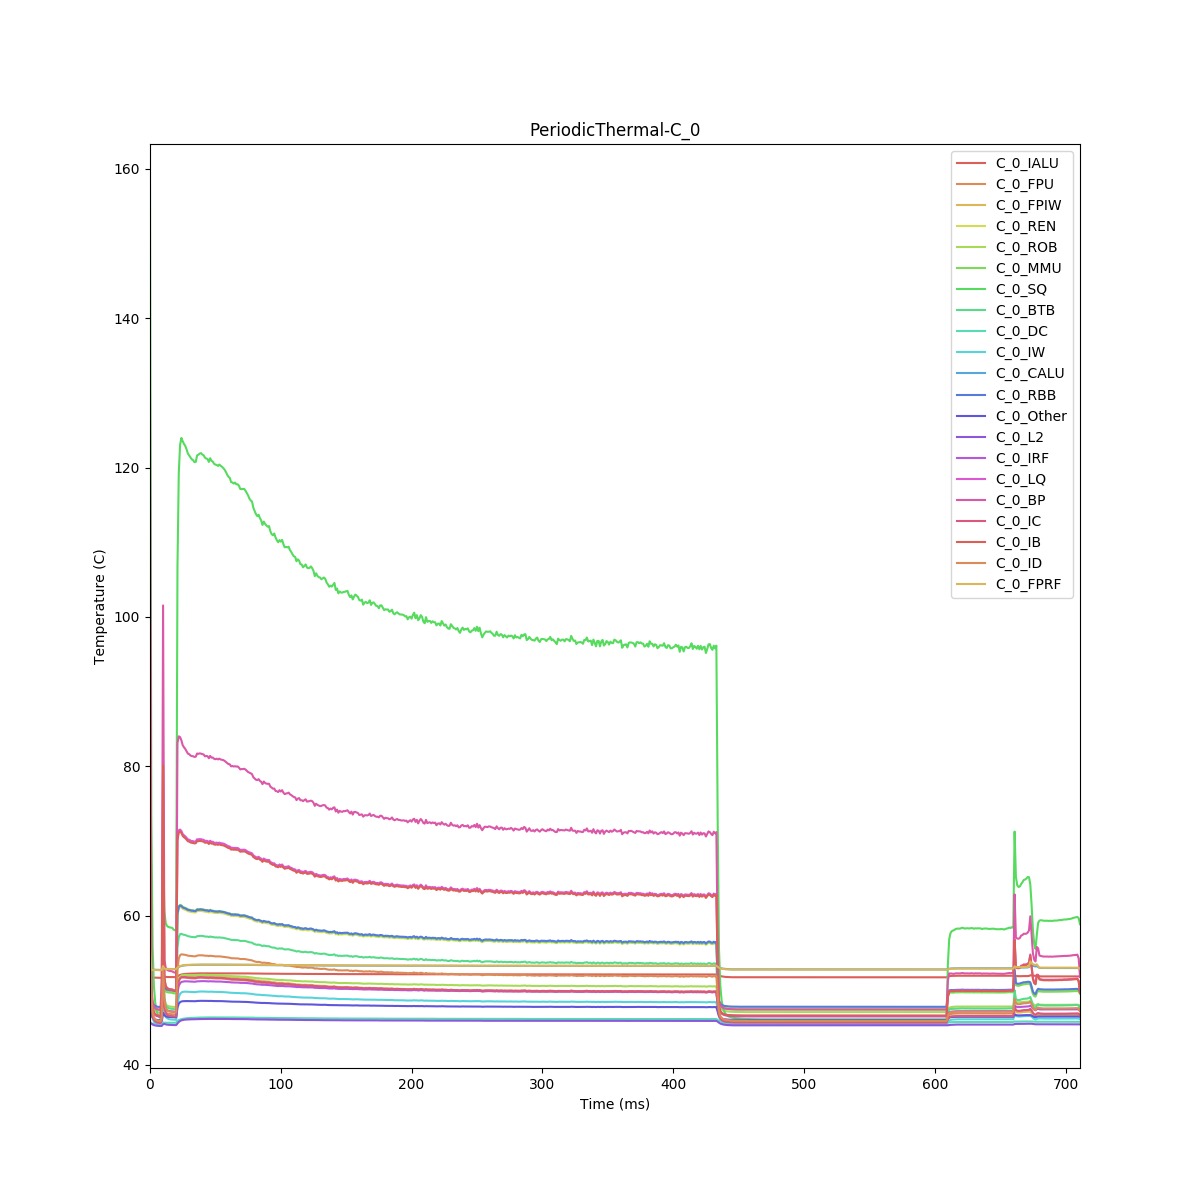 PeriodicThermal-C_0
160
140
120
100
80
60
40
Temperature (C)
0 100 200 300 400 500 600 700
Time (ms)
C_0_IALU
C_0_FPU
C_0_FPIW
C_0_REN
C_0_ROB
C_0_MMU
C_0_SQ
C_0_BTB
C_0_DC
C_0_IW
C_0_CALU
C_0_RBB
C_0_Other
C_0_L2
C_0_IRF
C_0_LQ
C_0_BP
C_0_IC
C_0_IB
C_0_ID
C_0_FPRF